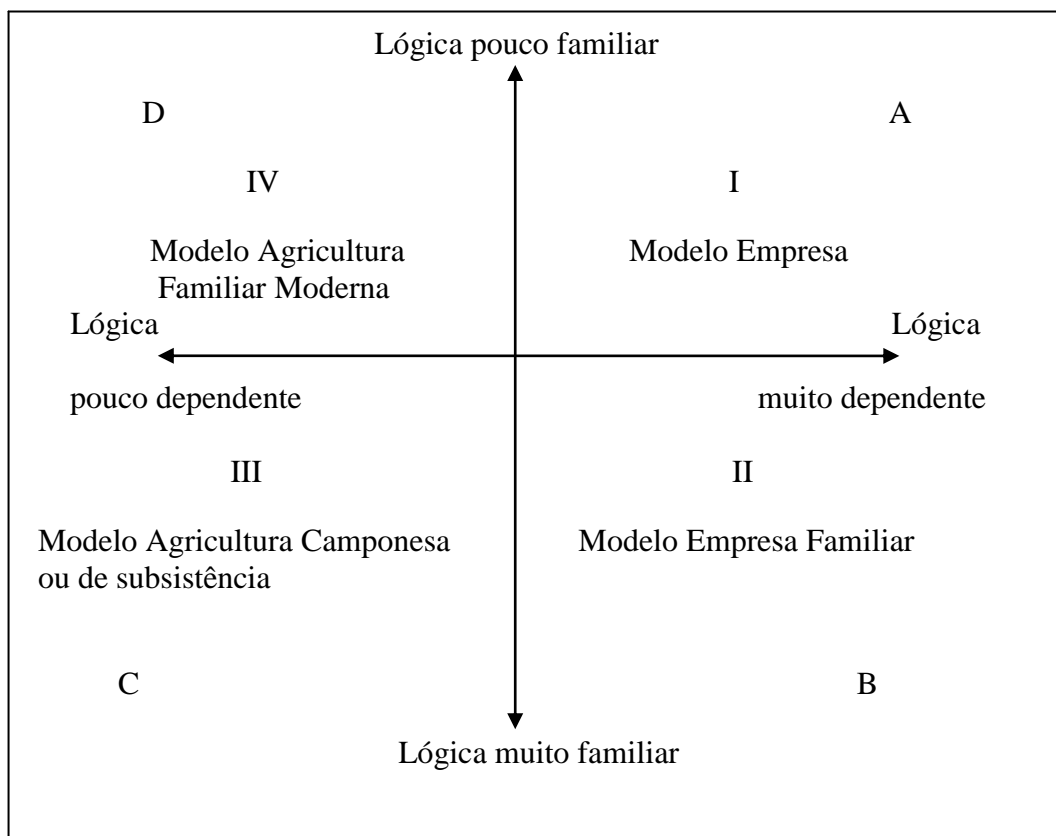 Lógica pouco familiar
D
A
IV
I
Modelo Agricultura
Familiar Moderna
Modelo Empresa
Lógica
Lógica
pouco dependente
muito dependente
III
II
Modelo Agricultura Camponesa
ou de subsistência
Modelo Empresa Familiar
C
B
Lógica muito familiar